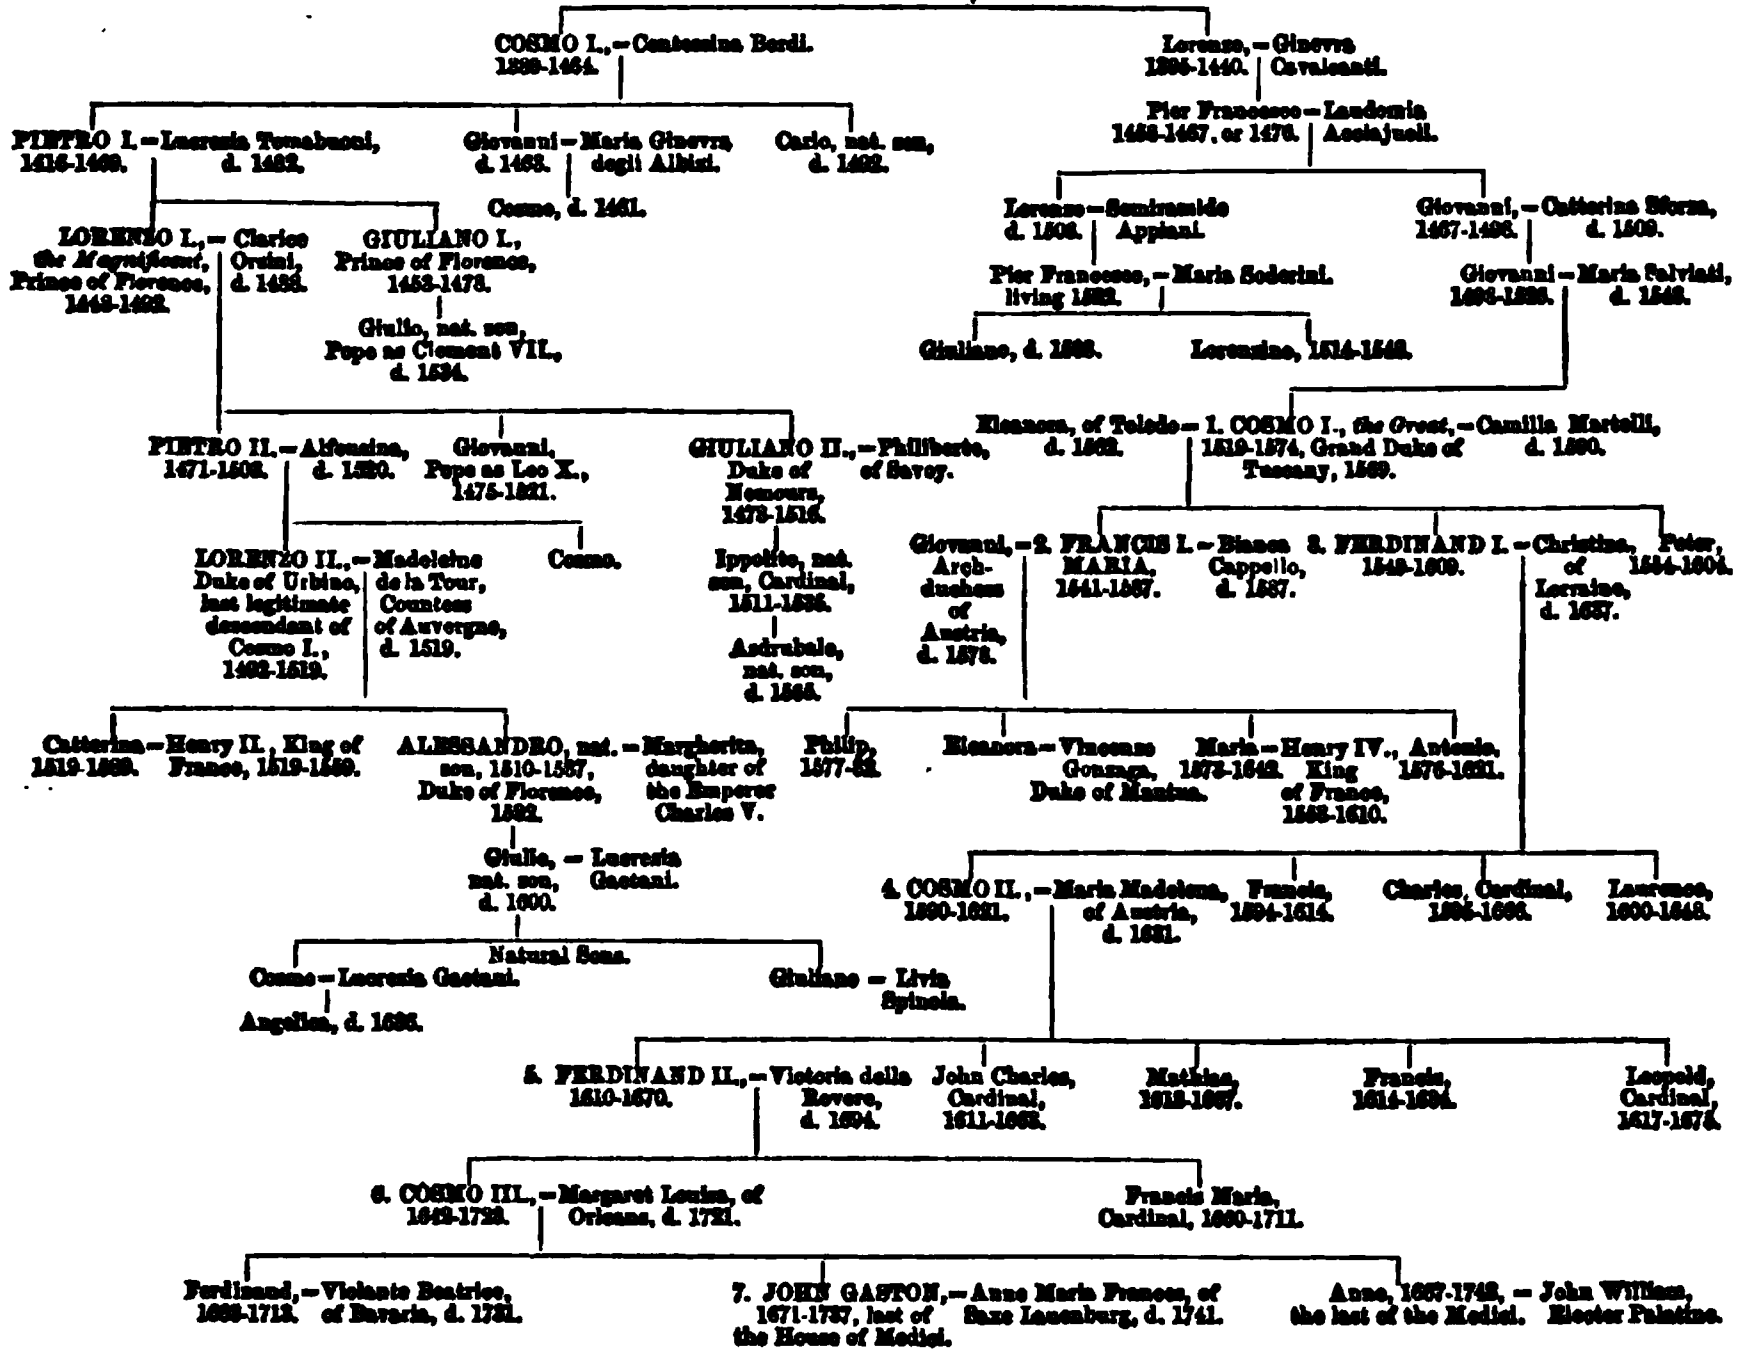 COSMO I.,=Contessina Bardi.
1389-1464.
Lorenzo,=Ginevra
1395-1440. Cavalcanti.
Pier Francesco=Laudomia
or 1476. Acciajuoli.
PIETRO I.=Lucrezia Tornabuoni,
1416-1469. d. 1482.
Giovanni=Maria Ginevra
d. 1463. degli Albizi.
Carlo, nat. son,
d. 1492.
Cosmo, d. 1461.
Lorenzo=Semiramide
d. 1503. Appiani.
Giovanni,=Catterina Sforza,
1467-1498. d. 1509.
LORENZO I.,=Clarice
the Magnificent, Orsini,
Prince of Florence, d. 1488.
GIULIANO I.,
Prince of Florence,
1453-1478.
Pier Francesco,=Maria Soderini.
living
Giovanni=Maria Salviati,
1498-1526.
Giulio, nat. son,
Pope as Clement VII.,
d. 1534.
Giuliano,
Lorenzino, 1514-1548.
PIETRO II.=Alfonsina,
1471-1503. d. 1520.
Giovanni,
Pope as Leo X.,
1475-1521.
GIULIANO II.,=Philiberte,
Duke of of Savoy.
Nemours,
1478-1516.
Eleanora, of Toledo=1. COSMO I., the Great,=Camilla Martelli,
d. 1562. 1519-1574, Grand Duke of d. 1590.
Tuscany, 1569.
LORENZO II.,=Madeleine
Duke of Urbino, de la Tour,
last legitimate Countess
descendant of of Auvergne,
Cosmo I., d. 1519.
1492-1519.
Cosmo.
Ippolito, nat.
son, Cardinal,
1511-1535.
Asdrubale,
nat. son,
d. 1565.
Giovanni,=2. FRANCIS I.=Bianca
Arch- MARIA, Cappello,
duchess 1541-1587. d. 1587.
of
Austria,
d. 1578.
3. FERDINAND I.=Christina,
1549-1609. of
Lorraine,
d. 1637.
Peter,
1554-1604.
Catterina=Henry II., King of
1519-1589. France, 1519-1559.
ALESSANDRO, nat.=Margherita,
son, 1510-1537, daughter of
Duke of Florence, the Emperor
1532. Charles V.
Philip,
1577-82.
Eleanora=Vincenzo
Gonzaga,
Duke of Mantua.
Maria=Henry IV.,
1573-1642. King
of France,
1553-1610.
Antonio,
1576-1621.
Giulio,=Lucrezia
nat. son, Gaetani.
d. 1600.
4. COSMO II.,=Maria Madelena,
1590-1621. of Austria,
d. 1631.
Francis,
1594-1614.
Charles, Cardinal,
1595-1666.
Laurence,
1600-1648.
Natural Sons.
Cosmo=Lucrezia Gaetani.
Giuliano=Livia
Spinola.
Angelica, d. 1636.
5. FERDINAND II.,=Victoria della
1610-1670. Rovere,
d. 1694.
John Charles,
Cardinal,
1611-1663.
Mathias,
1613-1667.
Francis,
1614-1634.
Leopold,
Cardinal,
1617-1675.
6. COSMO III.,=Margaret Louisa, of
1642-1723. Orleans, d. 1721.
Francis Maria,
Cardinal, 1660-1711.
Ferdinand,=Violante Beatrice,
1663-1713. of Bavaria, d. 1731.
7. JOHN GASTON,=Anne Maria Frances, of
1671-1737, last of Saxe Lauenburg, d. 1741.
the House of Medici.
Anne, 1667-1743,=John William,
the last of the Medici. Elector Palatine.